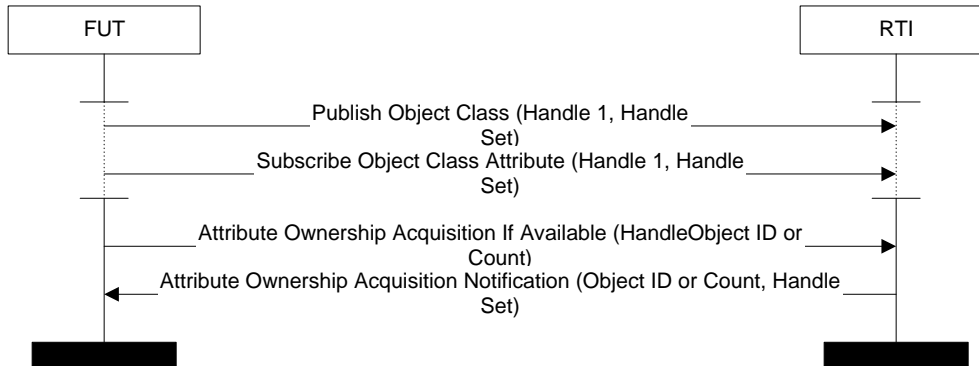 FUT
RTI
Publish Object Class (Handle 1, Handle
Set)
Subscribe Object Class Attribute (Handle 1, Handle
Set)
Attribute Ownership Acquisition If Available (HandleObject ID or
Count)
Attribute Ownership Acquisition Notification (Object ID or Count, Handle
Set)